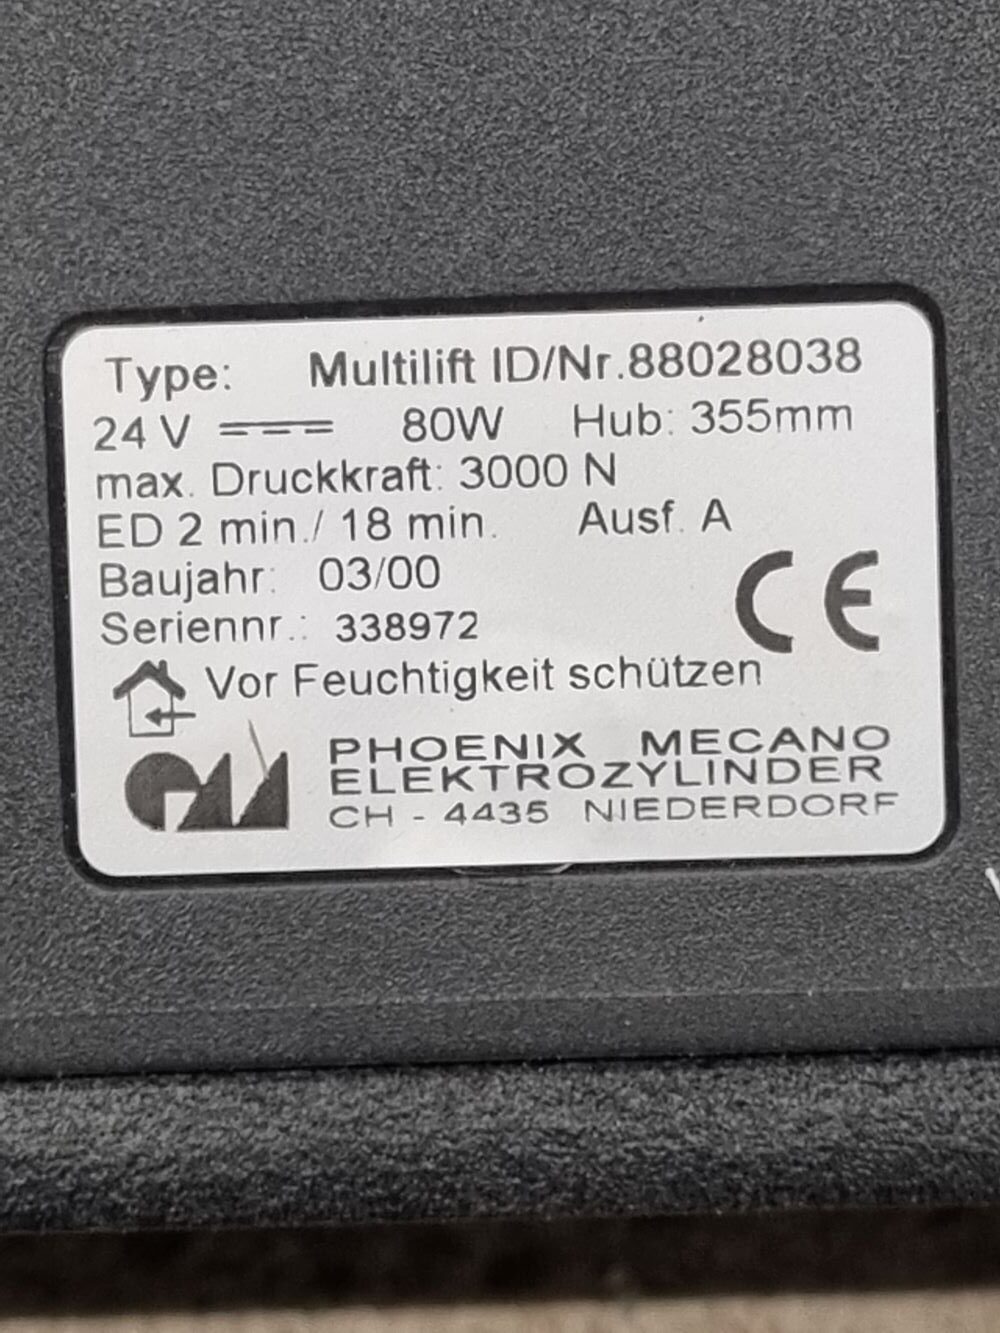 Type: Multilift ID/Nr.88028038
24 V 80W Hub: 355mm
max. Druckkraft: 3000 N
ED 2 min./ 18 min. Ausf. A
Baujahr: 03/00
Seriennr.: 338972
CE
Vor Feuchtigkeit schützen
PHOENIX MECANO
ELEKTROZYLINDER
CH - 4435 NIEDERDORF